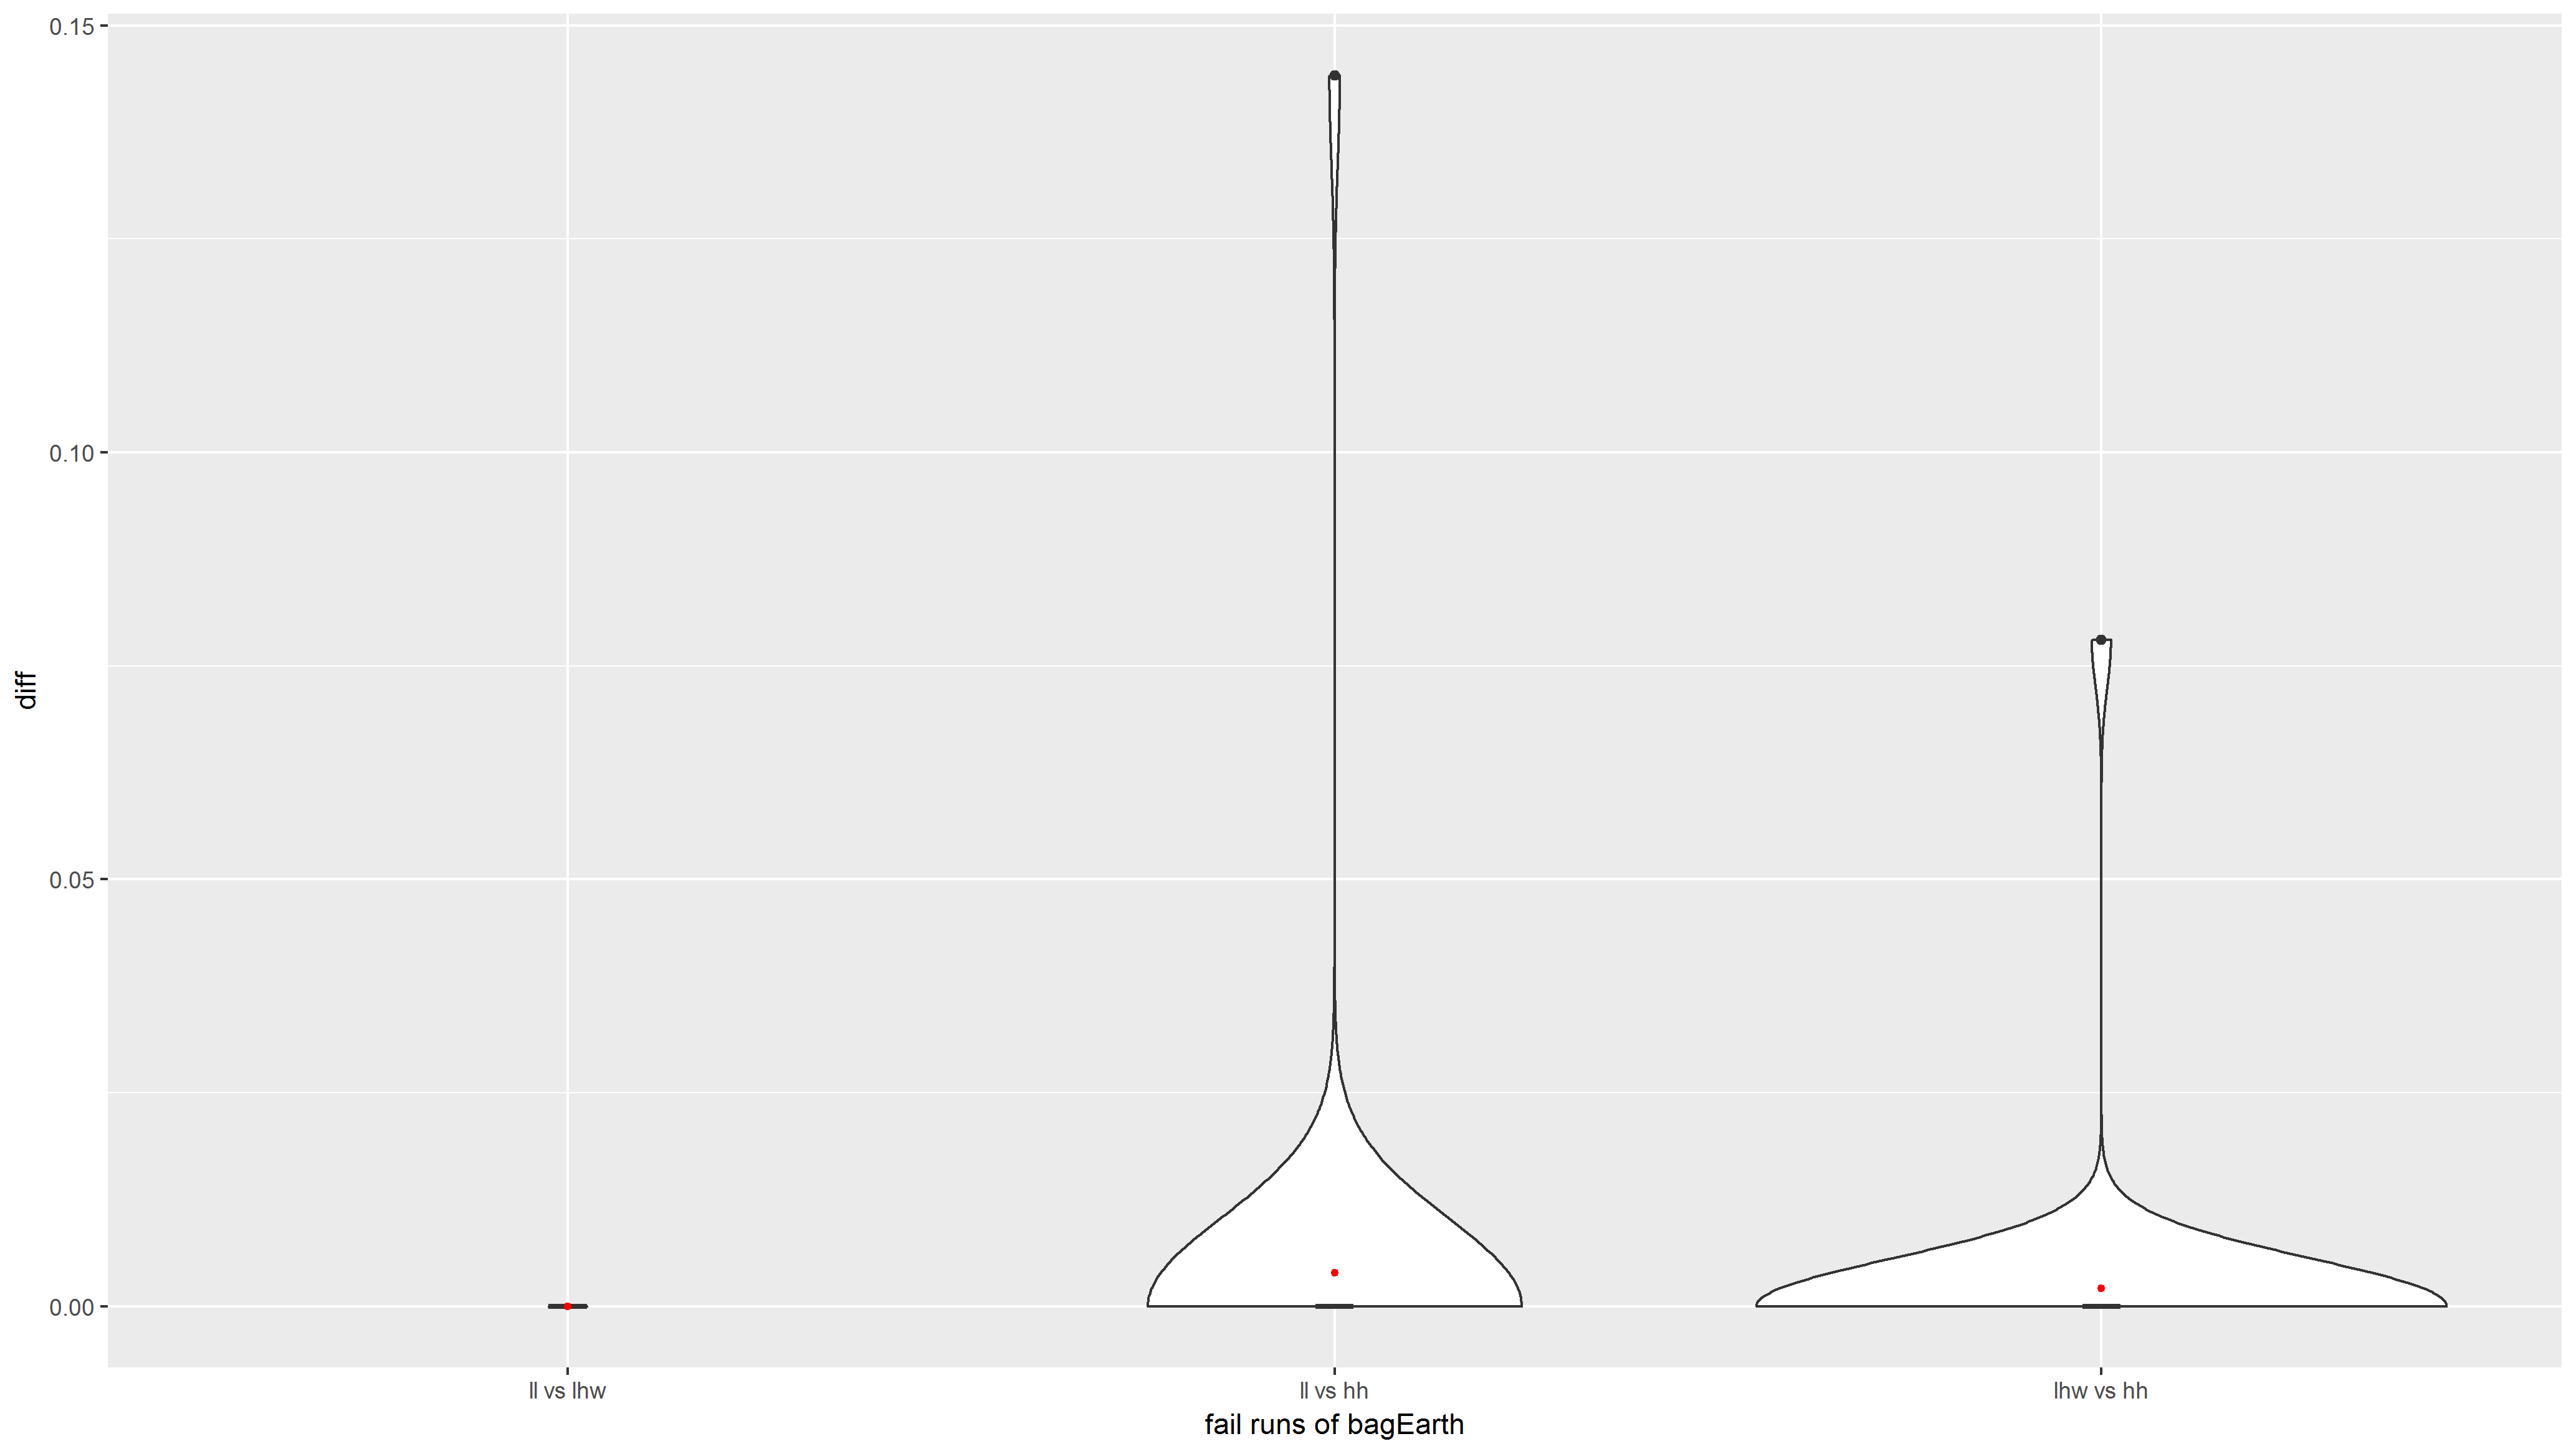 0.15
0.10
0.05
0.00
diff
ll vs lhw
ll vs hh
lhw vs hh
fail runs of bagEarth